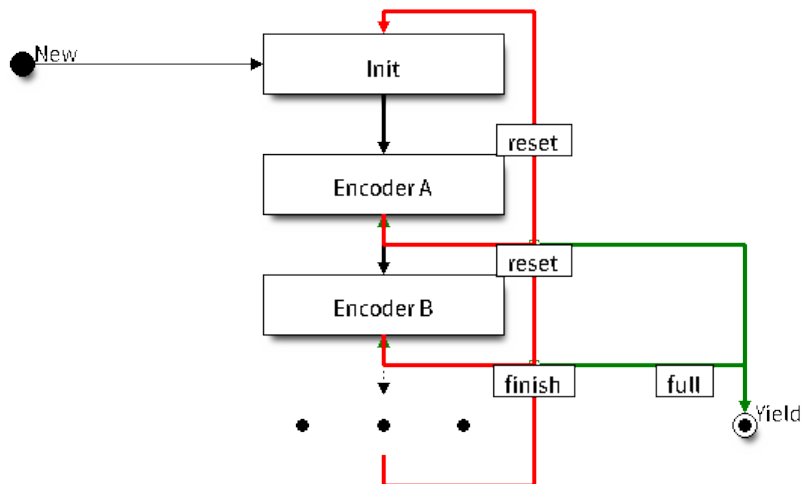 New
Init
reset
Encoder A
reset
Encoder B
finish
full
Yield